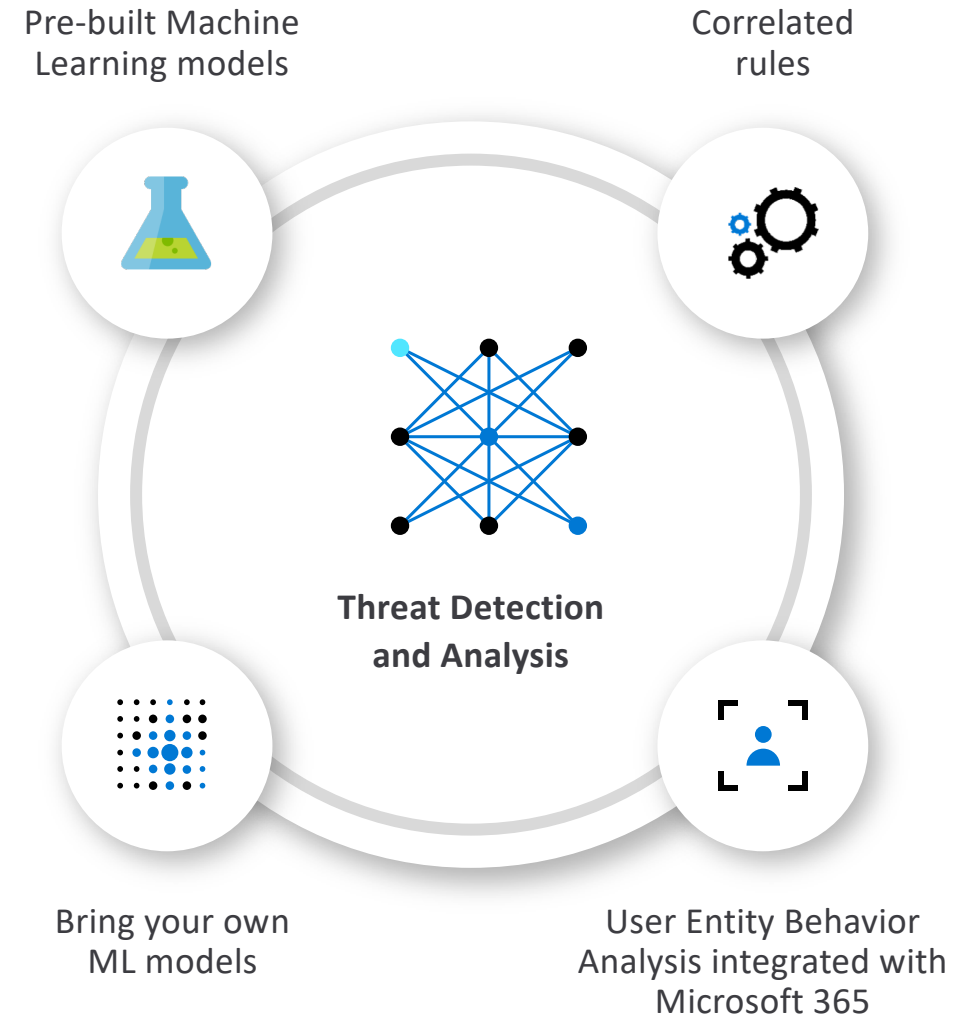 Pre-built Machine
Learning models
Correlated
rules
Threat Detection
and Analysis
Bring your own
ML models
User Entity Behavior
Analysis integrated with
Microsoft 365